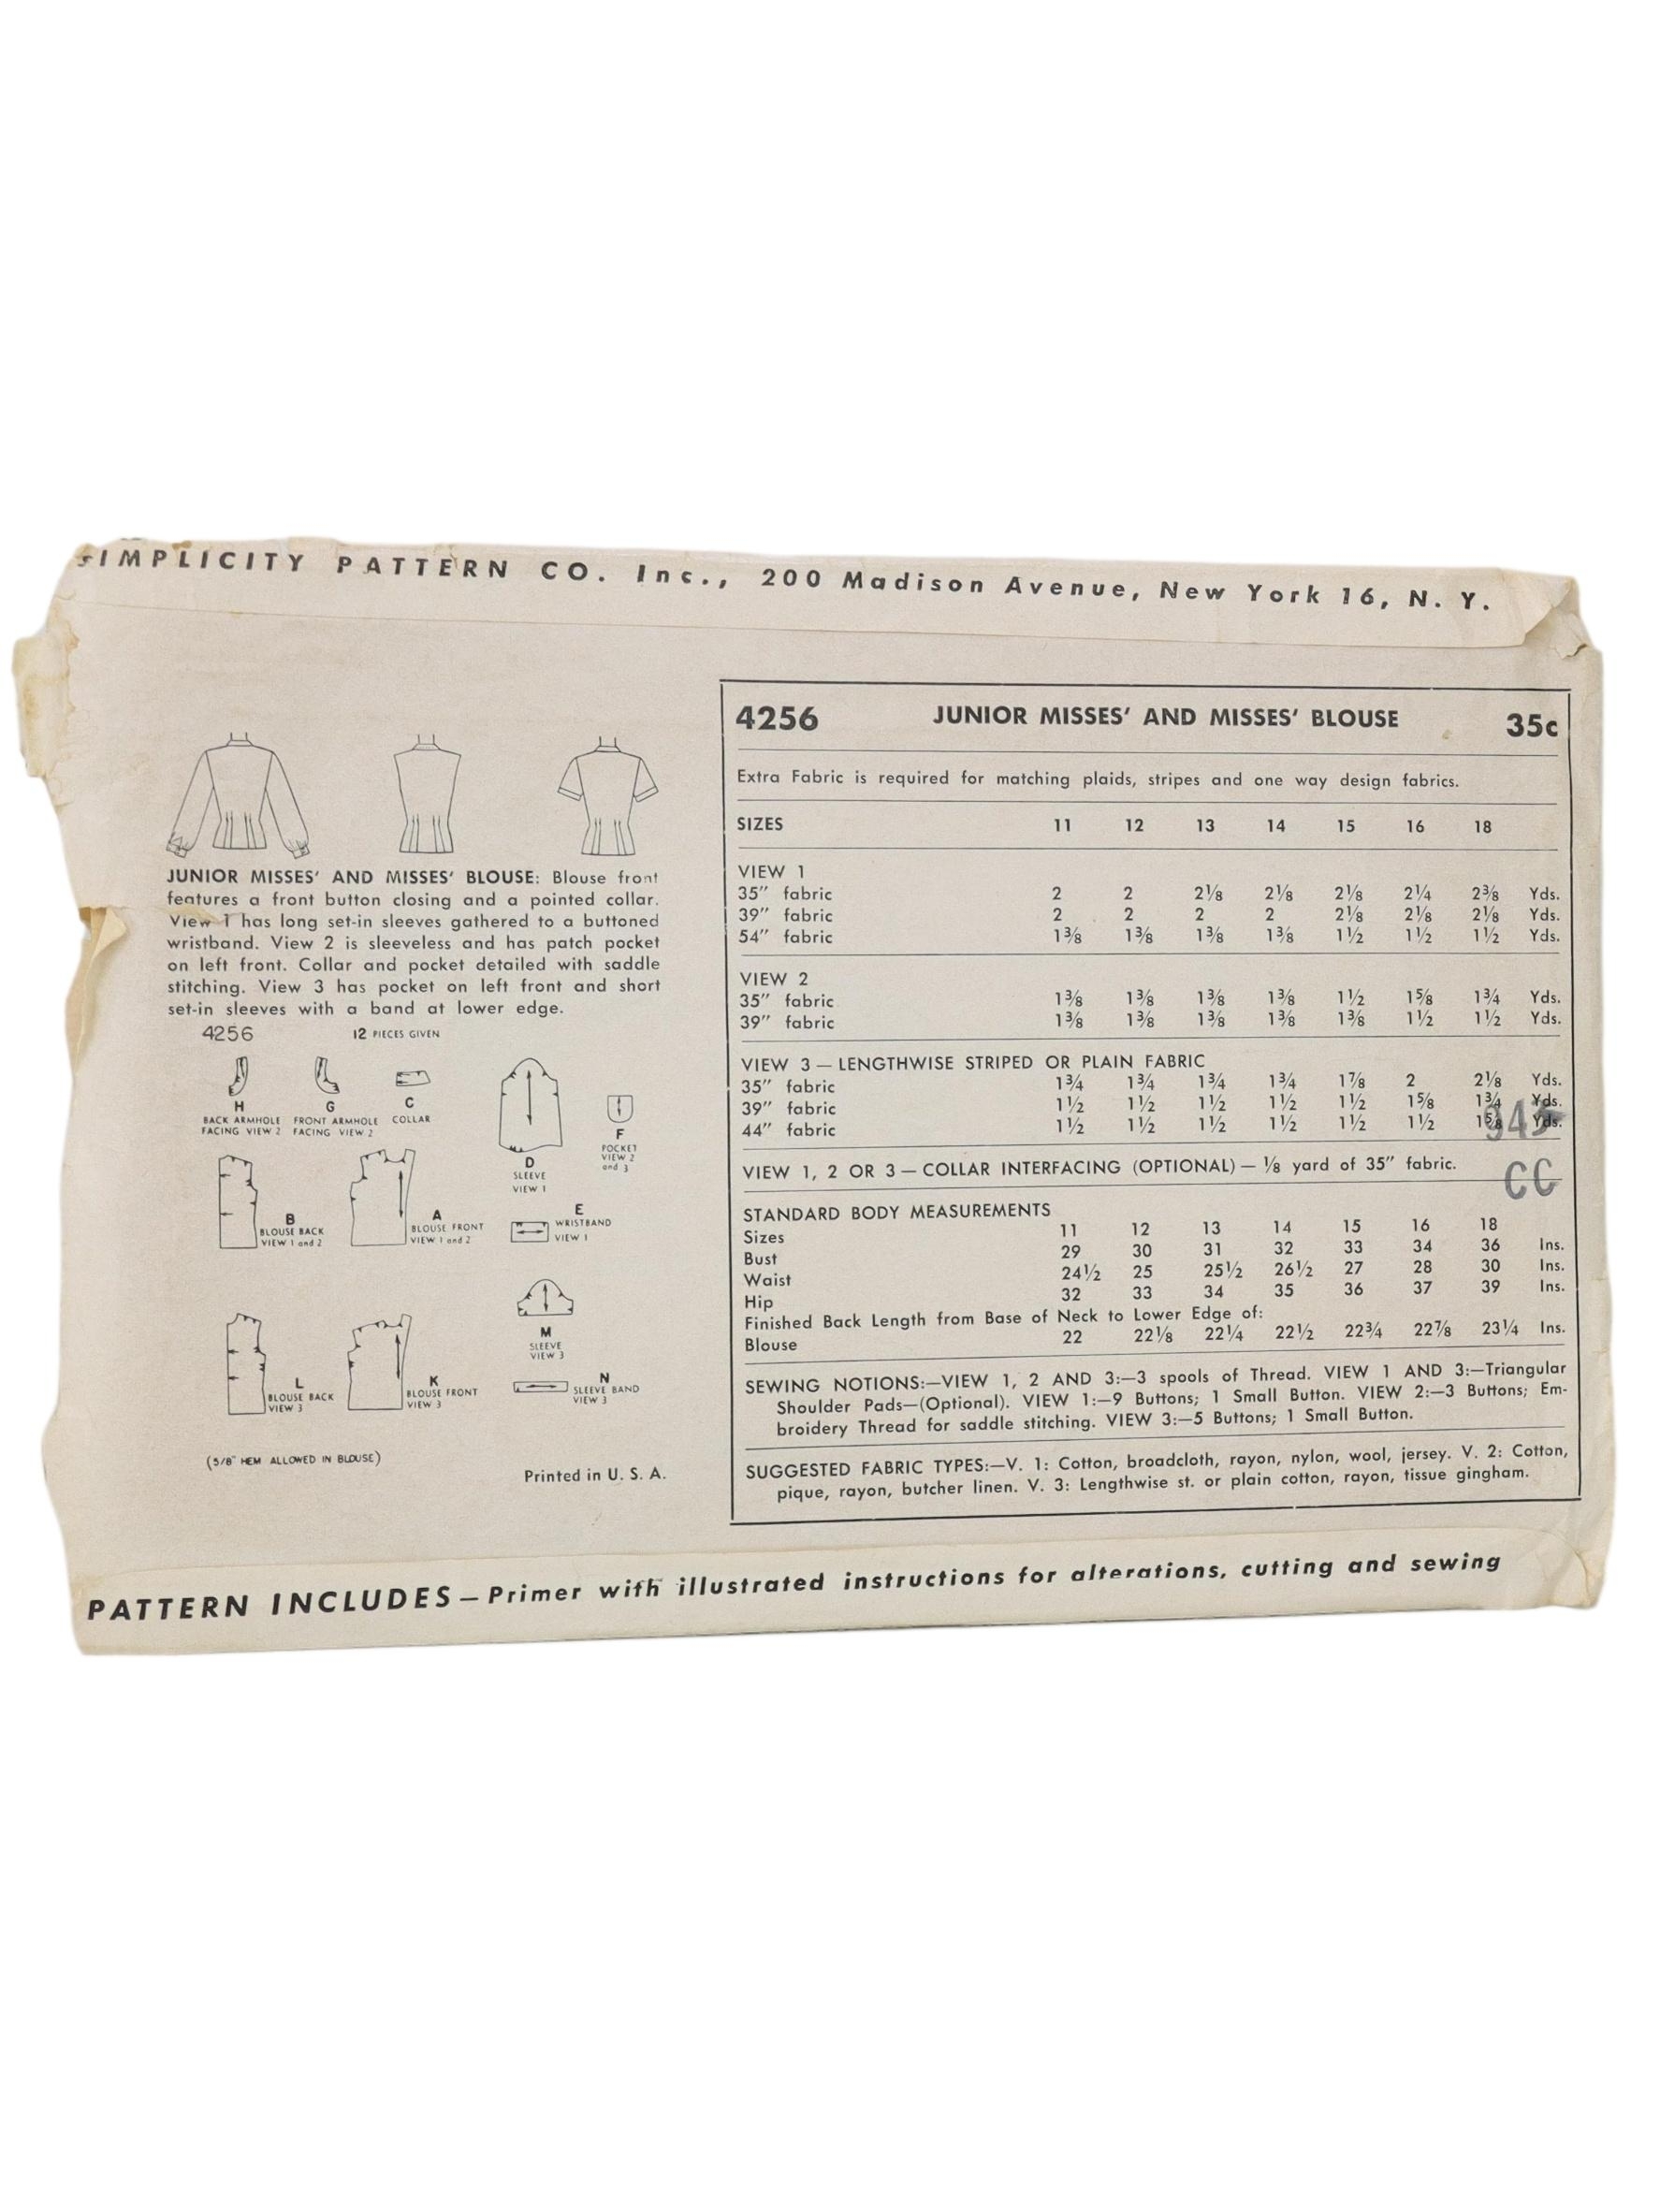 SIMPLICITY PATTERN CO. Inc., 200 Madison Avenue, New York 16, N. Y.
JUNIOR MISSES' AND MISSES' BLOUSE: Blouse front
features a front button closing and a pointed collar.
View 1 has long set-in sleeves gathered to a buttoned
wristband. View 2 is sleeveless and has patch pocket
on left front. Collar and pocket detailed with saddle
stitching. View 3 has pocket on left front and short
set-in sleeves with a band at lower edge.
4256 12 PIECES GIVEN
H
BACK ARMHOLE
FACING VIEW 2
G
FRONT ARMHOLE
FACING VIEW 2
C
COLLAR
D
SLEEVE
VIEW 1
F
POCKET
VIEW 2
and 3
B
BLOUSE BACK
VIEW 1 and 2
A
BLOUSE FRONT
VIEW 1 and 2
E
WRISTBAND
VIEW 1
M
SLEEVE
VIEW 3
L
BLOUSE BACK
VIEW 3
K
BLOUSE FRONT
VIEW 3
N
SLEEVE BAND
VIEW 3
(5/8" HEM ALLOWED IN BLOUSE)
Printed in U. S. A.
4256 JUNIOR MISSES' AND MISSES' BLOUSE 35c
Extra Fabric is required for matching plaids, stripes and one way design fabrics.
SIZES 11 12 13 14 15 16 18
VIEW 1
35" fabric 2 2 2⅛ 2⅛ 2⅛ 2¼ 2⅜ Yds.
39" fabric 2 2 2 2 2⅛ 2⅛ 2⅛ Yds.
54" fabric 1⅜ 1⅜ 1⅜ 1⅜ 1½ 1½ 1½ Yds.
VIEW 2
35" fabric 1⅜ 1⅜ 1⅜ 1⅜ 1½ 1⅝ 1¾ Yds.
39" fabric 1⅜ 1⅜ 1⅜ 1⅜ 1⅜ 1½ 1½ Yds.
VIEW 3 — LENGTHWISE STRIPED OR PLAIN FABRIC
35" fabric 1¾ 1¾ 1¾ 1¾ 1⅞ 2 2⅛ Yds.
39" fabric 1½ 1½ 1½ 1½ 1½ 1⅝ 1¾ Yds.
44" fabric 1½ 1½ 1½ 1½ 1½ 1½ 1⅝ Yds.
VIEW 1, 2 OR 3 — COLLAR INTERFACING (OPTIONAL) — ⅛ yard of 35" fabric.
CC
STANDARD BODY MEASUREMENTS
Sizes 11 12 13 14 15 16 18
Bust 29 30 31 32 33 34 36 Ins.
Waist 24½ 25 25½ 26½ 27 28 30 Ins.
Hip 32 33 34 35 36 37 39 Ins.
Finished Back Length from Base of Neck to Lower Edge of:
Blouse 22 22⅛ 22¼ 22½ 22¾ 22⅞ 23¼ Ins.
SEWING NOTIONS:—VIEW 1, 2 AND 3:—3 spools of Thread. VIEW 1 AND 3:—Triangular
Shoulder Pads—(Optional). VIEW 1:—9 Buttons; 1 Small Button. VIEW 2:—3 Buttons; Em-
broidery Thread for saddle stitching. VIEW 3:—5 Buttons; 1 Small Button.
SUGGESTED FABRIC TYPES:—V. 1: Cotton, broadcloth, rayon, nylon, wool, jersey. V. 2: Cotton,
pique, rayon, butcher linen. V. 3: Lengthwise st. or plain cotton, rayon, tissue gingham.
PATTERN INCLUDES — Primer with illustrated instructions for alterations, cutting and sewing